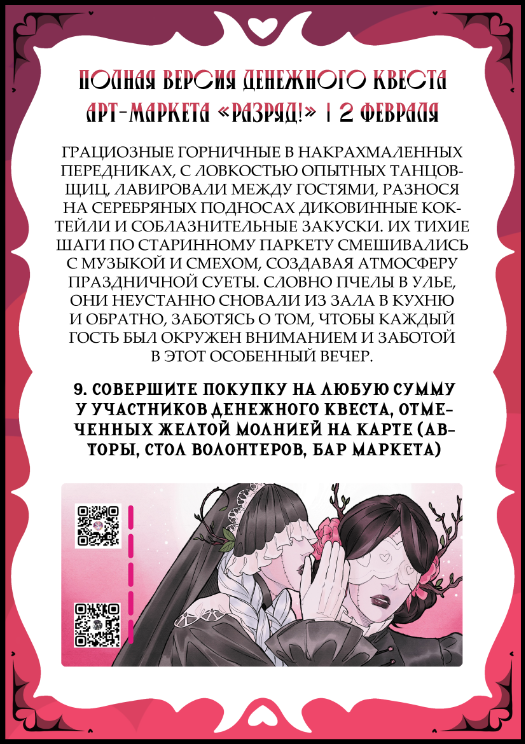 ПОЛНАЯ ВЕРСИЯ ДЕНЕЖНОГО КВЕСТА
АРТ-МАРКЕТА «РАЗРЯД!» | 2 ФЕВРАЛЯ
ГРАЦИОЗНЫЕ ГОРНИЧНЫЕ В НАКРАХМАЛЕННЫХ
ПЕРЕДНИКАХ, С ЛОВКОСТЬЮ ОПЫТНЫХ ТАНЦОВ-
ЩИЦ, ЛАВИРОВАЛИ МЕЖДУ ГОСТЯМИ, РАЗНОСЯ
НА СЕРЕБРЯНЫХ ПОДНОСАХ ДИКОВИННЫЕ КОК-
ТЕЙЛИ И СОБЛАЗНИТЕЛЬНЫЕ ЗАКУСКИ. ИХ ТИХИЕ
ШАГИ ПО СТАРИННОМУ ПАРКЕТУ СМЕШИВАЛИСЬ
С МУЗЫКОЙ И СМЕХОМ, СОЗДАВАЯ АТМОСФЕРУ
ПРАЗДНИЧНОЙ СУЕТЫ. СЛОВНО ПЧЕЛЫ В УЛЬЕ,
ОНИ НЕУСТАННО СНОВАЛИ ИЗ ЗАЛА В КУХНЮ
И ОБРАТНО, ЗАБОТЯСЬ О ТОМ, ЧТОБЫ КАЖДЫЙ
ГОСТЬ БЫЛ ОКРУЖЕН ВНИМАНИЕМ И ЗАБОТОЙ
В ЭТОТ ОСОБЕННЫЙ ВЕЧЕР.
9. СОВЕРШИТЕ ПОКУПКУ НА ЛЮБУЮ СУММУ
У УЧАСТНИКОВ ДЕНЕЖНОГО КВЕСТА, ОТМЕ-
ЧЕННЫХ ЖЕЛТОЙ МОЛНИЕЙ НА КАРТЕ (АВ-
ТОРЫ, СТОЛ ВОЛОНТЕРОВ, БАР МАРКЕТА)